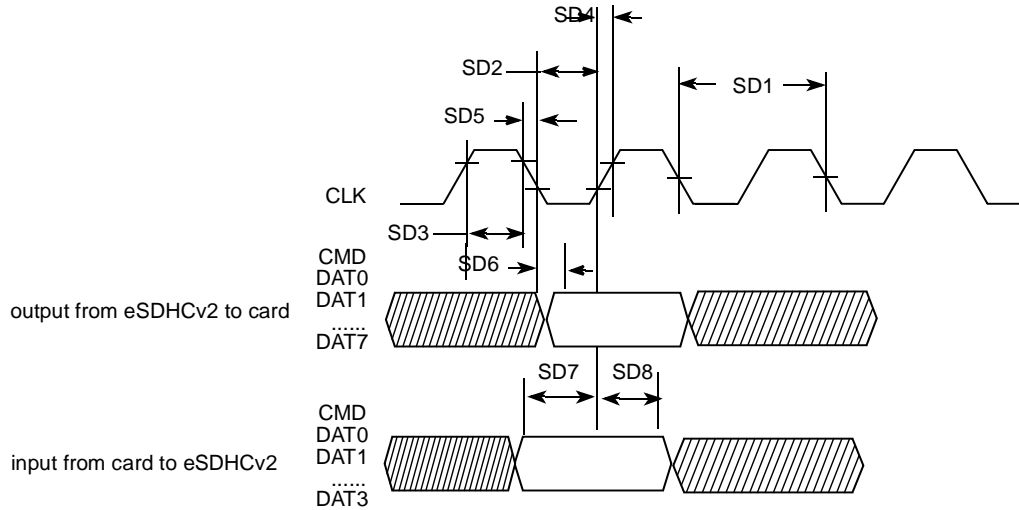 SD4
SD2
SD1
SD5
CLK
SD3
CMD
SD6
DAT0
output from eSDHCv2 to card
DAT1
......
DAT7
SD7
SD8
CMD
DAT0
input from card to eSDHCv2
DAT1
......
DAT3